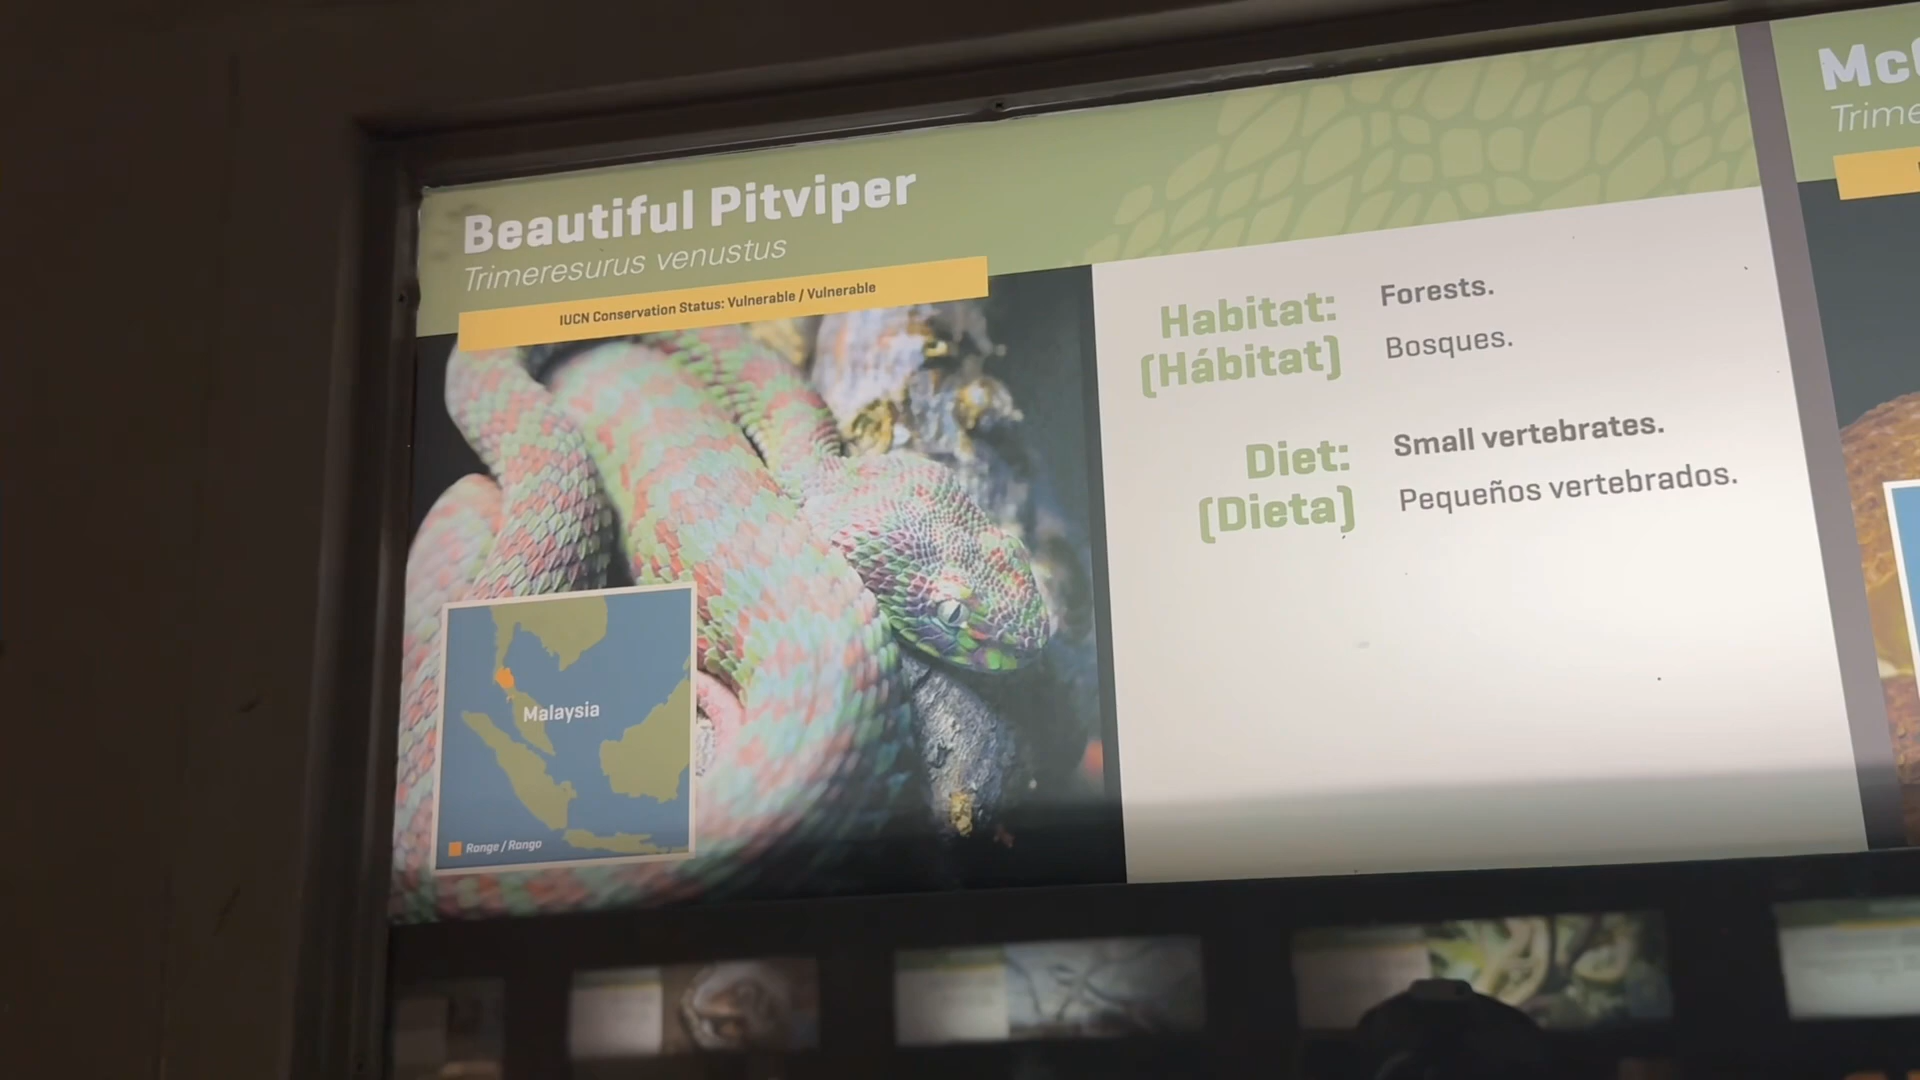 Beautiful Pitviper
Trimeresurus venustus
IUCN Conservation Status: Vulnerable / Vulnerable
Habitat:
(Hábitat)
Forests.
Bosques.
Diet:
(Dieta)
Small vertebrates.
Pequeños vertebrados.
Malaysia
Range / Rango